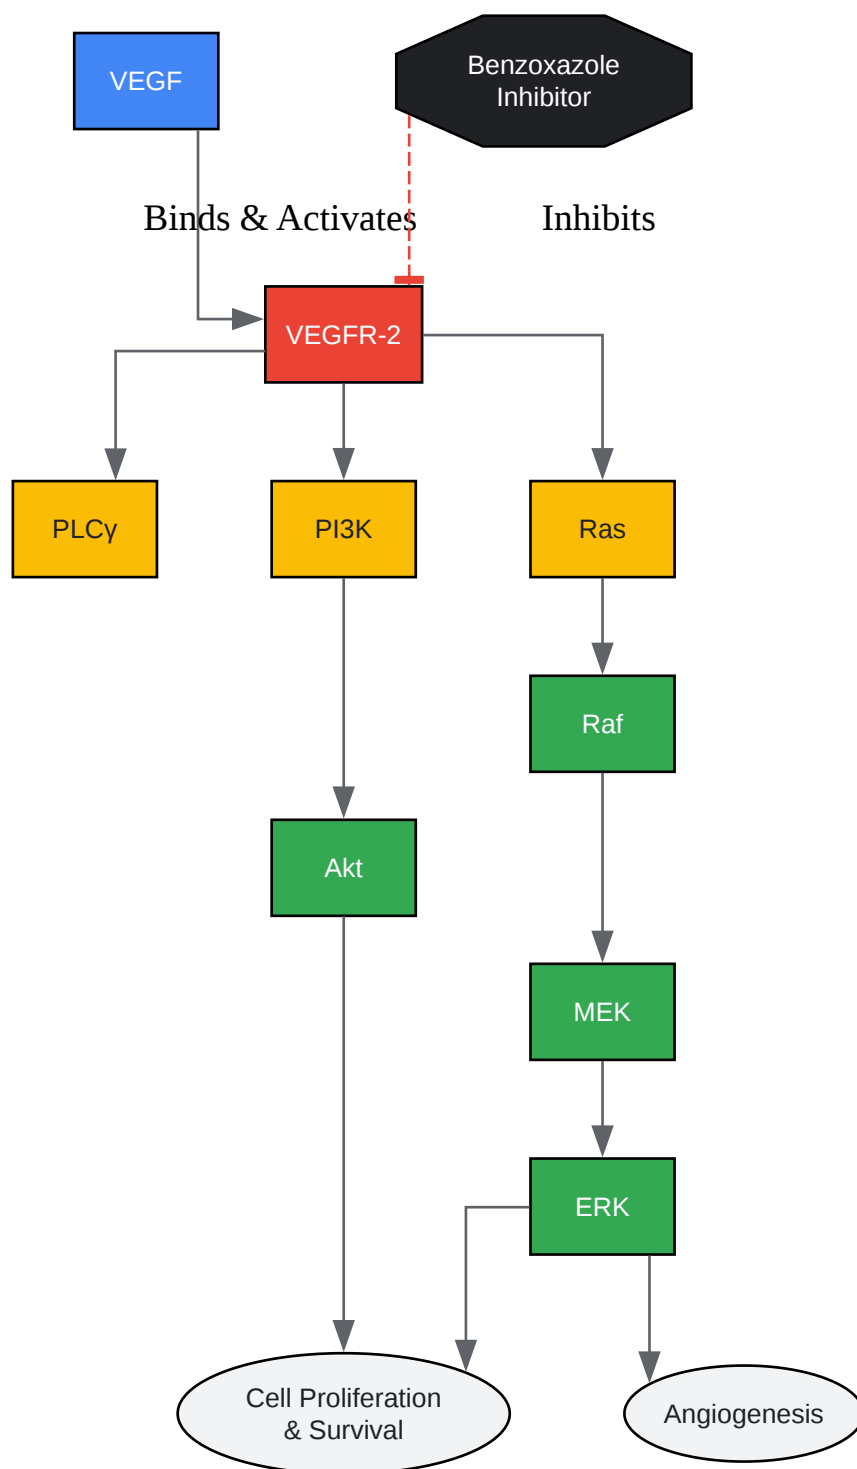 VEGF
Benzoxazole
Inhibitor
Binds & Activates
Inhibits
VEGFR-2
PLCγ
PI3K
Ras
Raf
Akt
MEK
ERK
Cell Proliferation
& Survival
Angiogenesis